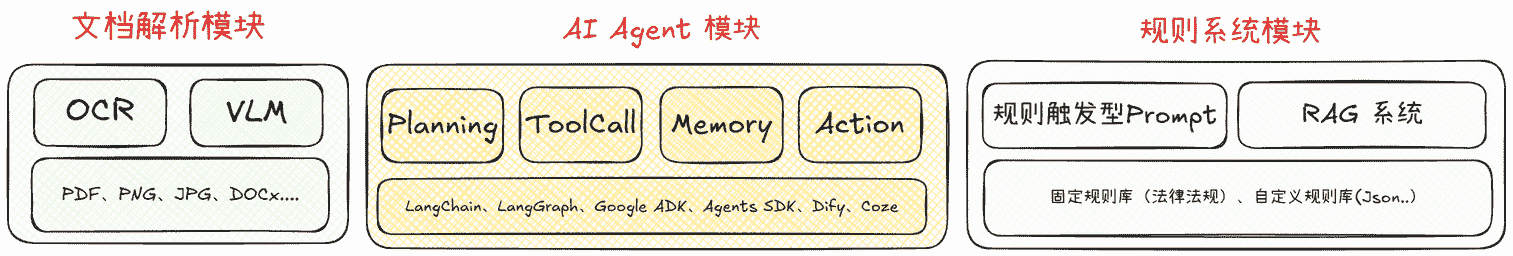 文档解析模块
OCR
VLM
PDF、PNG、JPG、DOCx....
AI Agent 模块
Planning
ToolCall
Memory
Action
LangChain、LangGraph、Google ADK、Agents SDK、Dify、Coze
规则系统模块
规则触发型Prompt
RAG 系统
固定规则库（法律法规）、自定义规则库(Json..)